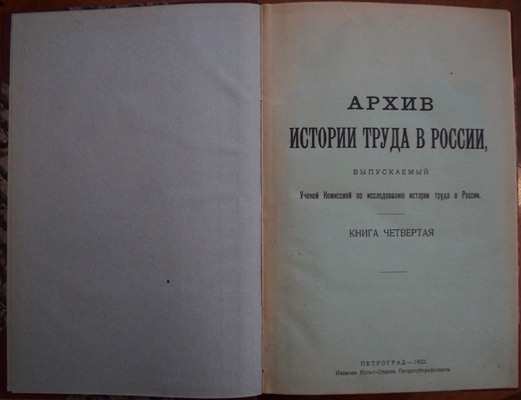 АРХИВ
ИСТОРИИ ТРУДА В РОССИИ,
ВЫПУСКАЕМЫЙ
Ученой Комиссией по исследованию истории труда в России.
КНИГА ЧЕТВЕРТАЯ
ПЕТРОГРАД—1922.
Издание Культ-Отдела Петрогубпрофсовета.